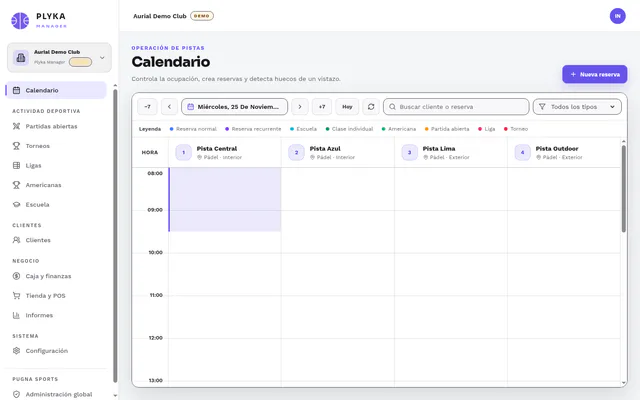 PLYKA
MANAGER
Aurial Demo Club
Plyka Manager
Calendario
ACTIVIDAD DEPORTIVA
Partidas abiertas
Torneos
Ligas
Americanas
Escuela
CLIENTES
Clientes
NEGOCIO
Caja y finanzas
Tienda y POS
Informes
SISTEMA
Configuración
PUGNA SPORTS
Administración global
Aurial Demo Club DEMO
IN
OPERACIÓN DE PISTAS
Calendario
Controla la ocupación, crea reservas y detecta huecos de un vistazo.
+ Nueva reserva
-7
Miércoles, 25 De Noviem...
+7
Hoy
Buscar cliente o reserva
Todos los tipos
Leyenda Reserva normal Reserva recurrente Escuela Clase individual Americana Partida abierta Liga Torneo
HORA
1 Pista Central
Pádel · Interior
2 Pista Azul
Pádel · Interior
3 Pista Lima
Pádel · Exterior
4 Pista Outdoor
Pádel · Exterior
08:00
09:00
10:00
11:00
12:00
13:00